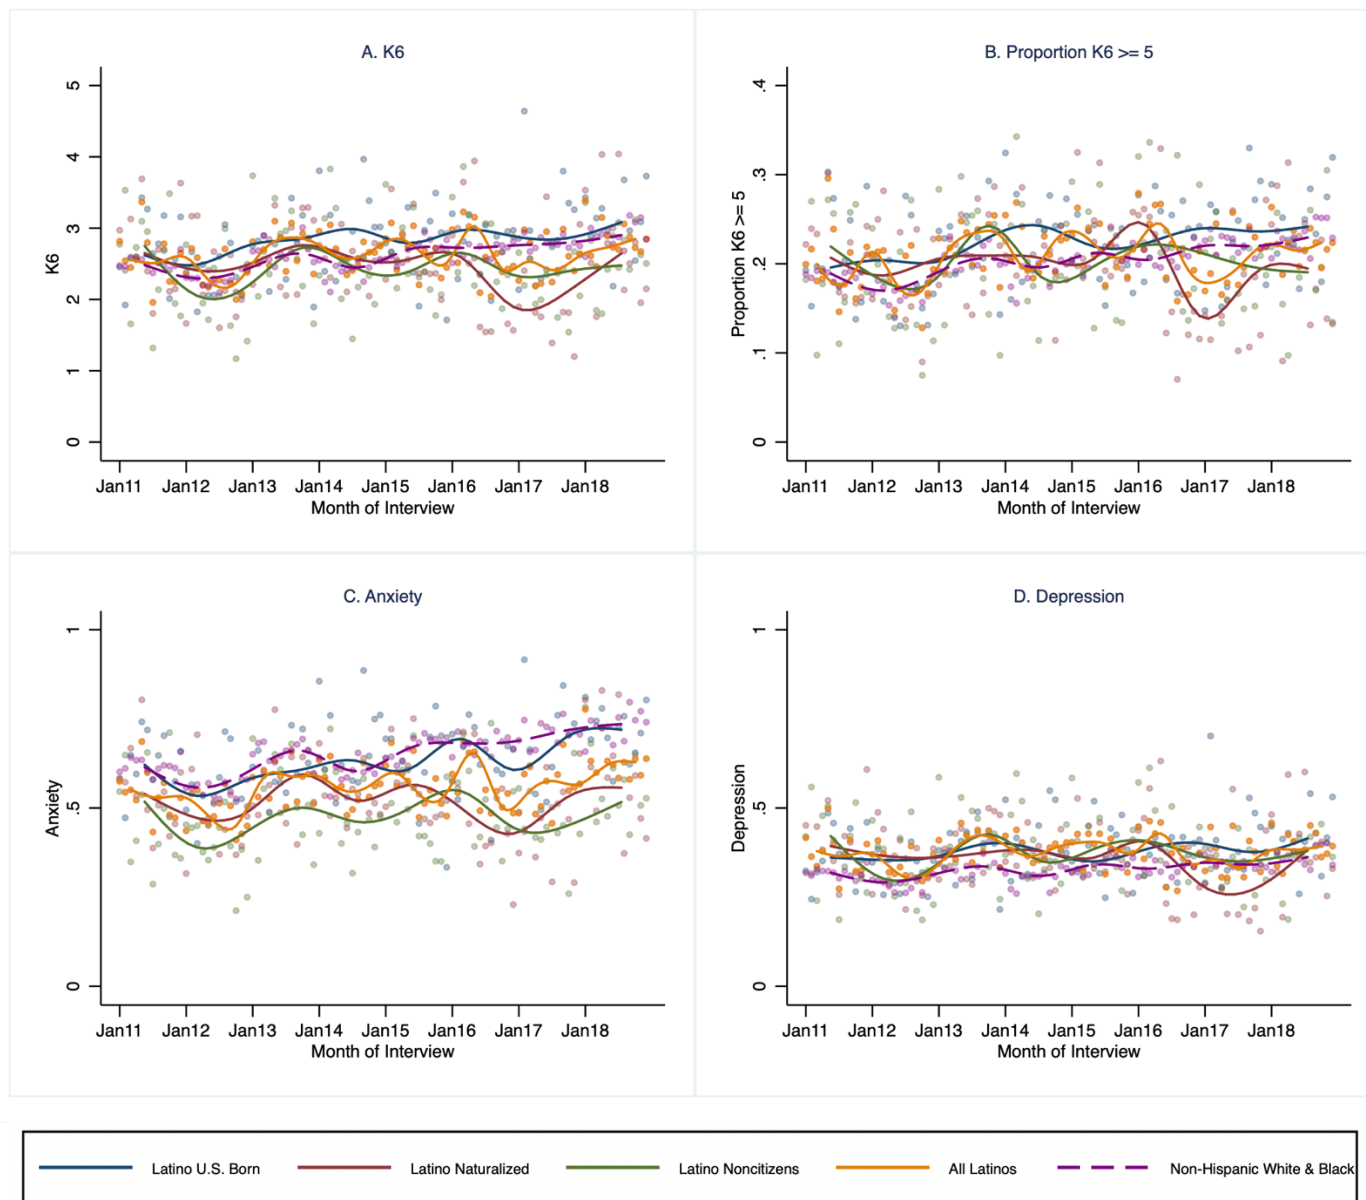 A. K6
K6
5
4
3
2
1
0
Jan11 Jan12 Jan13 Jan14 Jan15 Jan16 Jan17 Jan18
Month of Interview
B. Proportion K6 >= 5
Proportion K6 >= 5
.4
.3
.2
.1
0
Jan11 Jan12 Jan13 Jan14 Jan15 Jan16 Jan17 Jan18
Month of Interview
C. Anxiety
Anxiety
1
.5
0
Jan11 Jan12 Jan13 Jan14 Jan15 Jan16 Jan17 Jan18
Month of Interview
D. Depression
Depression
1
.5
0
Jan11 Jan12 Jan13 Jan14 Jan15 Jan16 Jan17 Jan18
Month of Interview
Latino U.S. Born Latino Naturalized Latino Noncitizens All Latinos Non-Hispanic White & Black